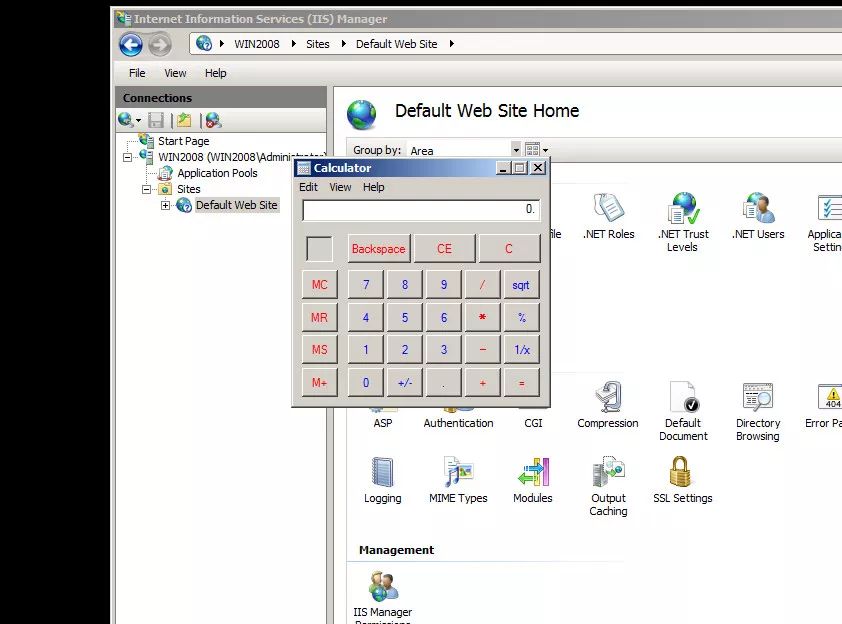 Internet Information Services (IIS) Manager
WIN2008 Sites Default Web Site
File View Help
Connections
Start Page
WIN2008 (WIN2008\Administrator)
Application Pools
Sites
Default Web Site
Default Web Site Home
Group by: Area
Calculator
Edit View Help
0.
Backspace CE C
MC 7 8 9 / sqrt
MR 4 5 6 * %
MS 1 2 3 - 1/x
M+ 0 +/- . + =
.NET Roles
.NET Trust
Levels
.NET Users
ASP
Authentication
CGI
Compression
Default
Document
Directory
Browsing
Error Pa
404
Logging
MIME Types
Modules
Output
Caching
SSL Settings
Management
IIS Manager